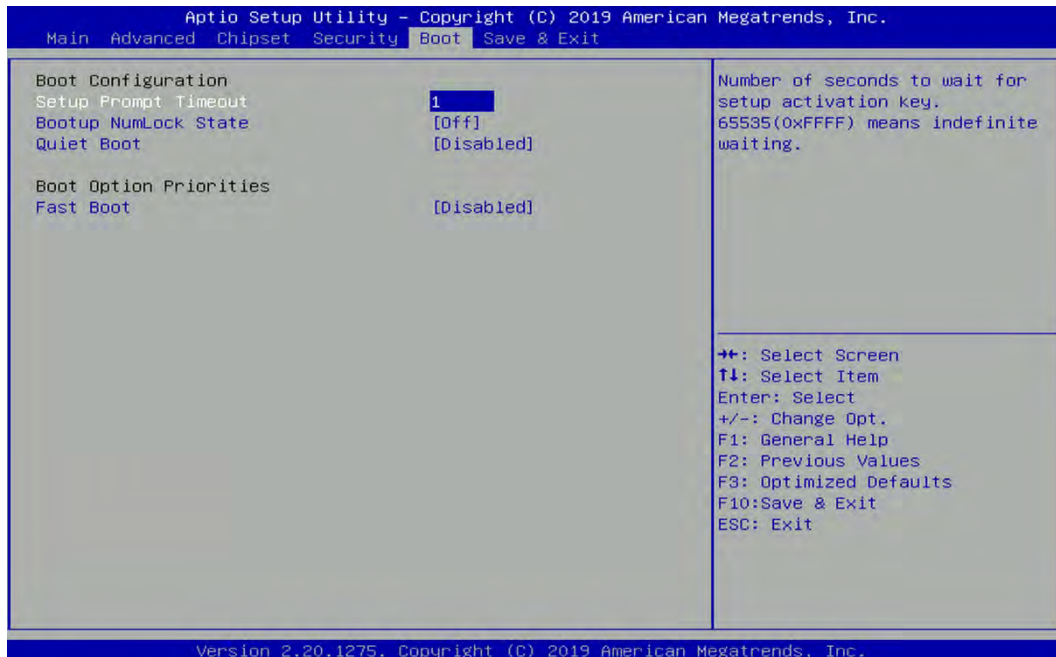 Aptio Setup Utility – Copyright (C) 2019 American Megatrends, Inc.
Main Advanced Chipset Security Boot Save & Exit
Boot Configuration
Setup Prompt Timeout 1
Bootup NumLock State [Off]
Quiet Boot [Disabled]
Boot Option Priorities
Fast Boot [Disabled]
Number of seconds to wait for
setup activation key.
65535(0xFFFF) means indefinite
waiting.
→←: Select Screen
↑↓: Select Item
Enter: Select
+/-: Change Opt.
F1: General Help
F2: Previous Values
F3: Optimized Defaults
F10:Save & Exit
ESC: Exit
Version 2.20.1275. Copyright (C) 2019 American Megatrends, Inc.